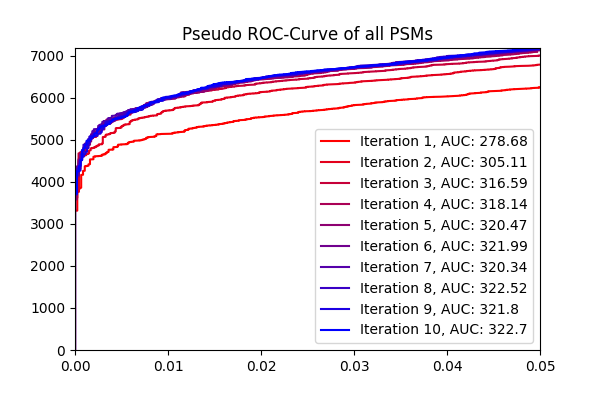 Pseudo ROC-Curve of all PSMs
7000
6000
5000
4000
3000
2000
1000
0
Iteration 1, AUC: 278.68
Iteration 2, AUC: 305.11
Iteration 3, AUC: 316.59
Iteration 4, AUC: 318.14
Iteration 5, AUC: 320.47
Iteration 6, AUC: 321.99
Iteration 7, AUC: 320.34
Iteration 8, AUC: 322.52
Iteration 9, AUC: 321.8
Iteration 10, AUC: 322.7
0.00 0.01 0.02 0.03 0.04 0.05